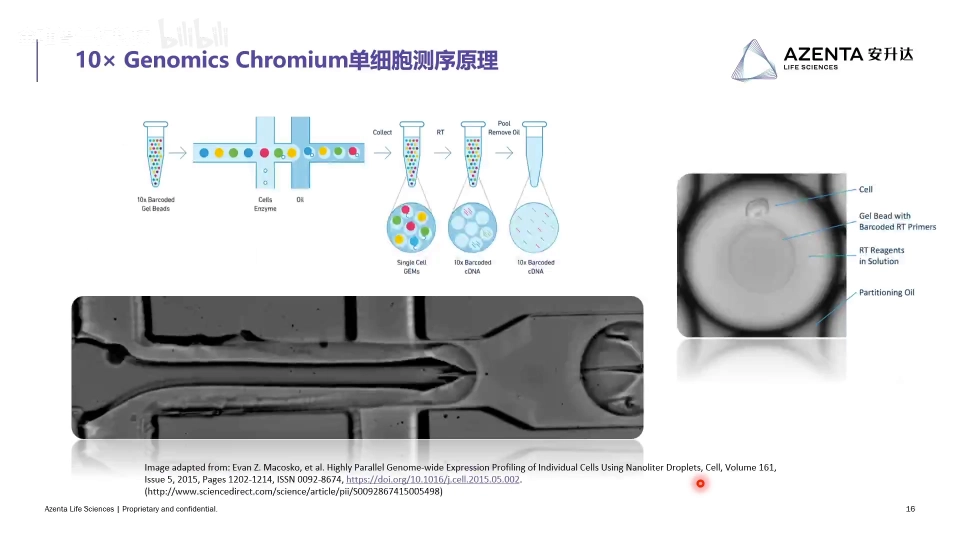 bilibili
10× Genomics Chromium单细胞测序原理
AZENTA 安升达
LIFE SCIENCES
Collect
RT
Pool
Remove Oil
10x Barcoded
Gel Beads
Cells
Enzyme
Oil
Single Cell
GEMs
10x Barcoded
cDNA
10x Barcoded
cDNA
Cell
Gel Bead with
Barcoded RT Primers
RT Reagents
in Solution
Partitioning Oil
Image adapted from: Evan Z. Macosko, et al. Highly Parallel Genome-wide Expression Profiling of Individual Cells Using Nanoliter Droplets, Cell, Volume 161,
Issue 5, 2015, Pages 1202-1214, ISSN 0092-8674, https://doi.org/10.1016/j.cell.2015.05.002.
(http://www.sciencedirect.com/science/article/pii/S0092867415005498)
Azenta Life Sciences | Proprietary and confidential.
16